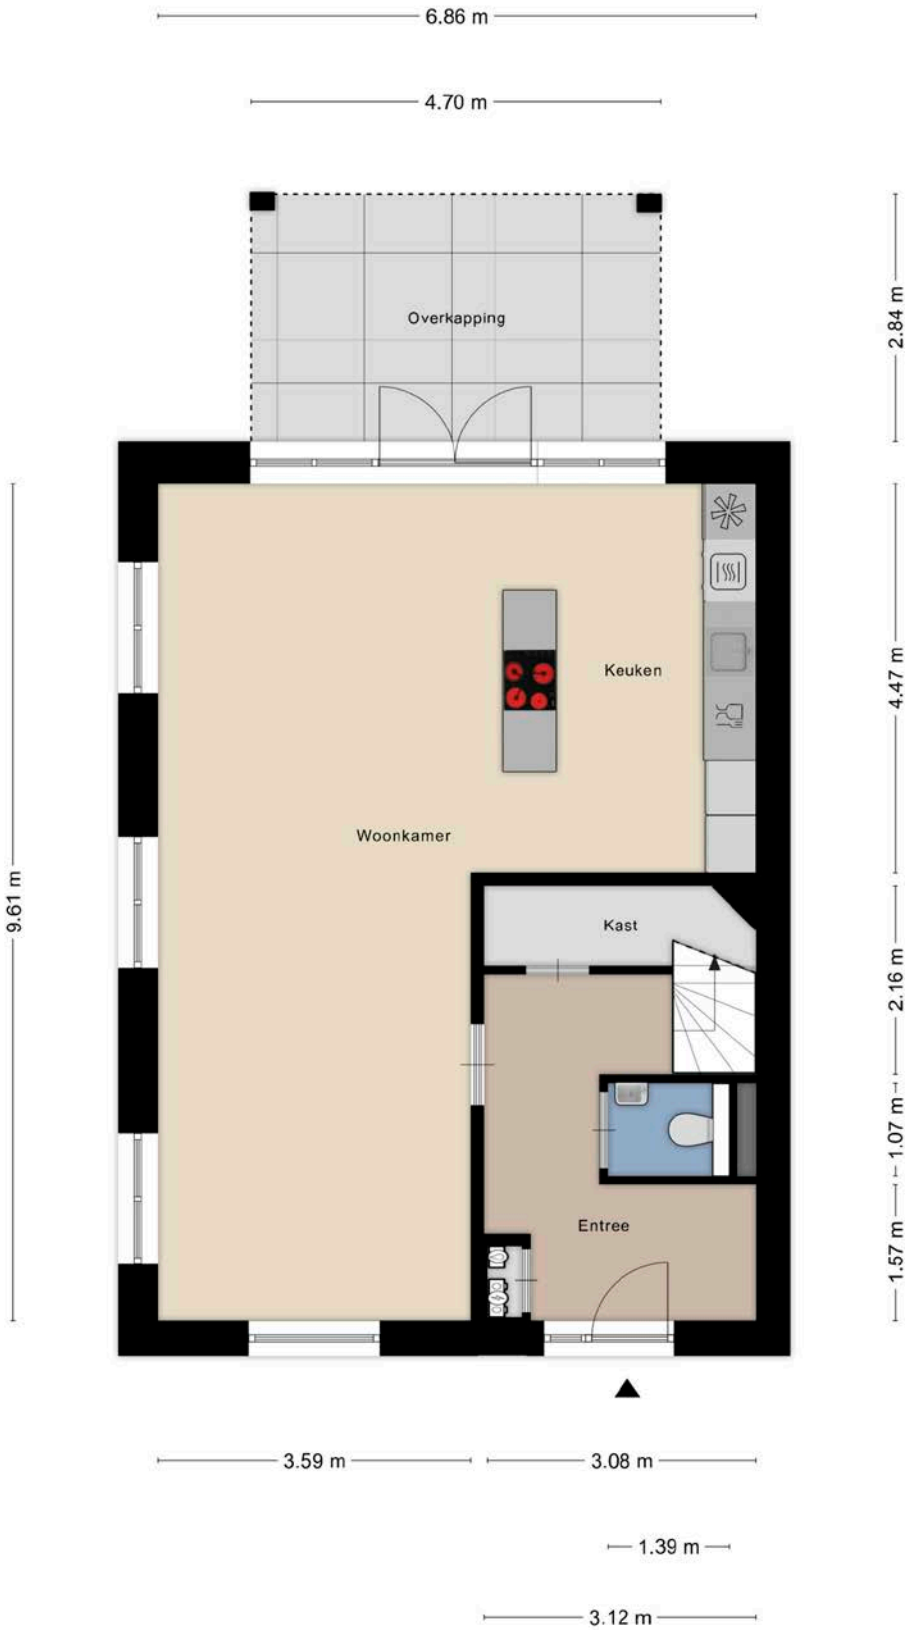 6.86 m
4.70 m
Overkapping
2.84 m
Keuken
4.47 m
Woonkamer
9.61 m
Kast
2.16 m
1.07 m
Entree
1.57 m
3.59 m
3.08 m
1.39 m
3.12 m